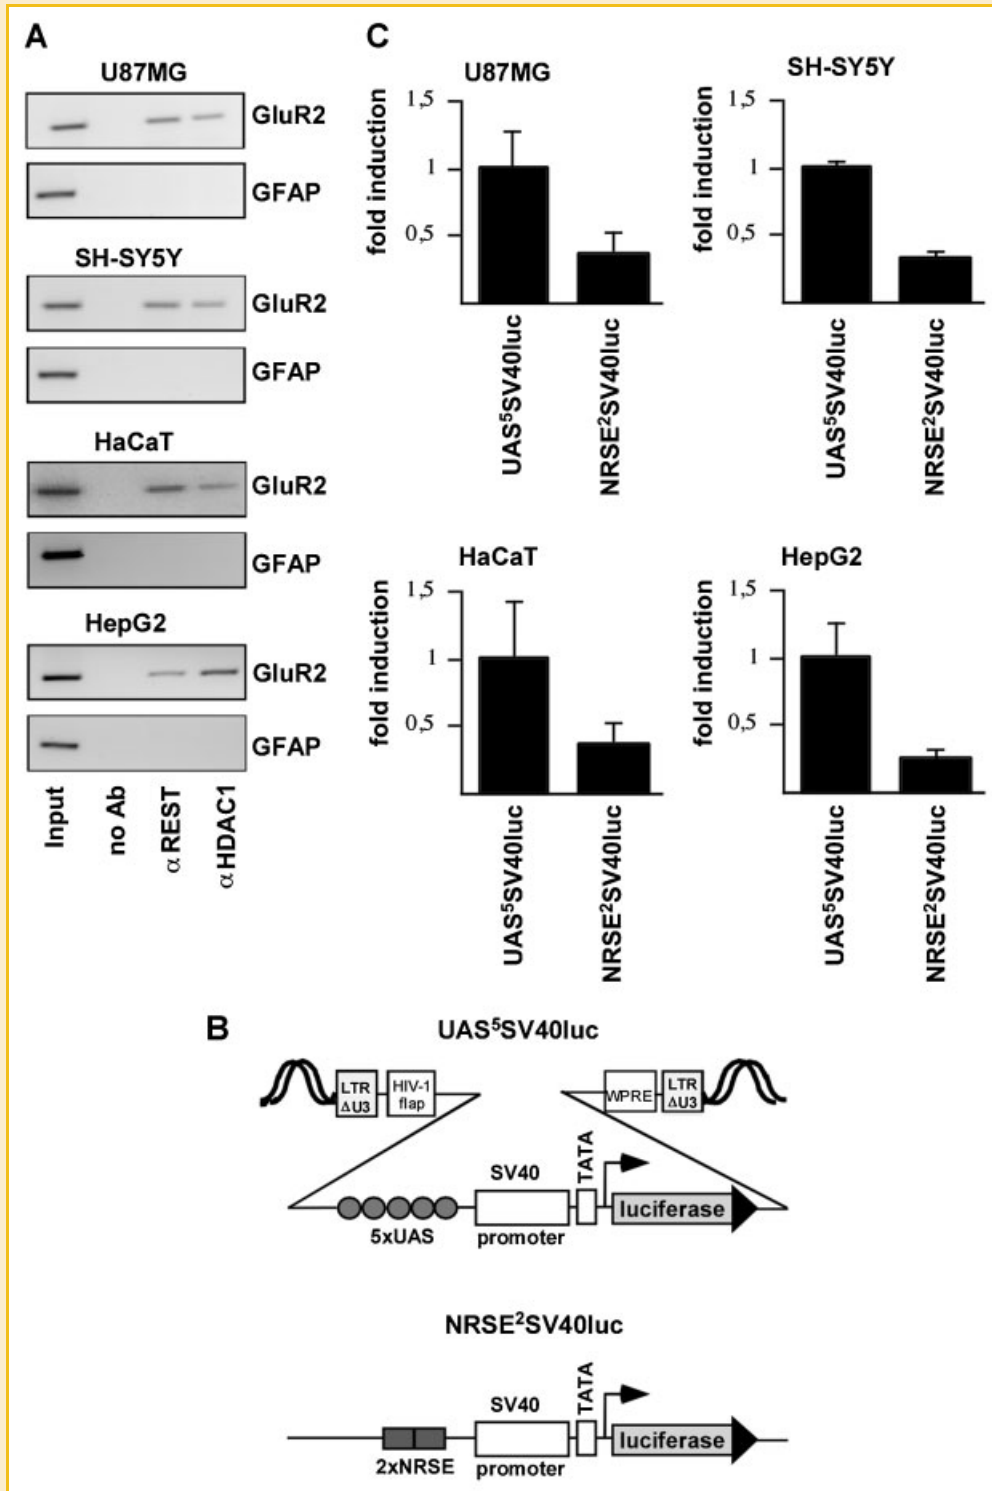 A
U87MG
GluR2
GFAP
SH-SY5Y
GluR2
GFAP
HaCaT
GluR2
GFAP
HepG2
GluR2
GFAP
Input
no Ab
α REST
α HDAC1
C
U87MG
fold induction
1,5
1
0,5
UAS⁵SV40luc
NRSE²SV40luc
SH-SY5Y
fold induction
1,5
1
0,5
UAS⁵SV40luc
NRSE²SV40luc
HaCaT
fold induction
1,5
1
0,5
UAS⁵SV40luc
NRSE²SV40luc
HepG2
fold induction
1,5
1
0,5
UAS⁵SV40luc
NRSE²SV40luc
B
UAS⁵SV40luc
LTR
ΔU3
HIV-1
flap
WPRE
LTR
ΔU3
5xUAS
SV40
promoter
TATA
luciferase
NRSE²SV40luc
2xNRSE
SV40
promoter
TATA
luciferase